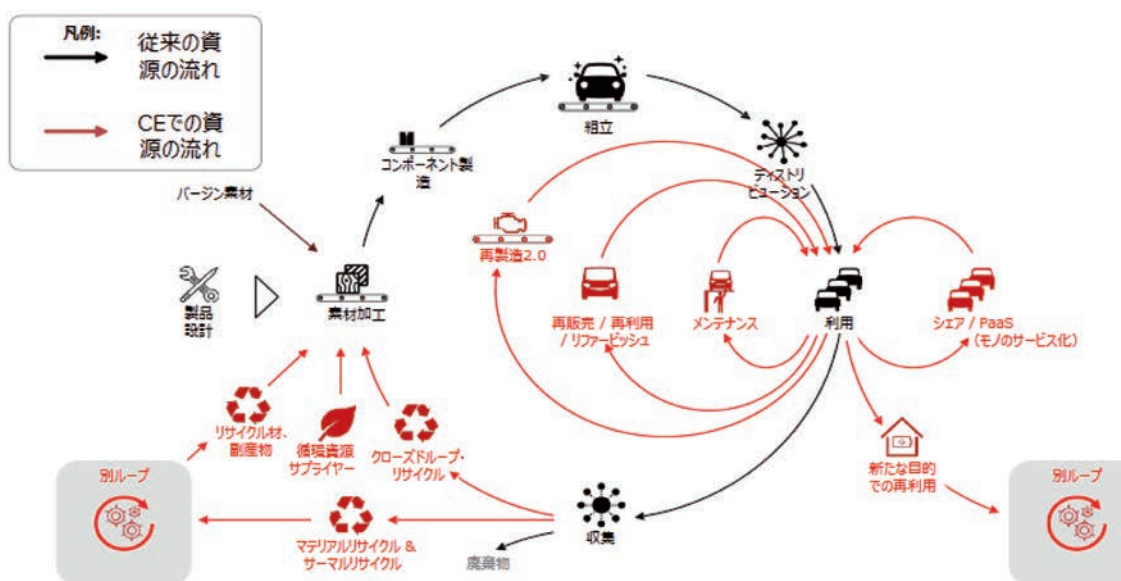 凡例:
従来の資
源の流れ
CEでの資
源の流れ
組立
コンポーネント製
造
ディストリ
ビューション
バージン素材
再製造2.0
製品
設計
素材加工
再販売 / 再利用
/ リファービッシュ
メンテナンス
利用
シェア / PaaS
(モノのサービス化)
リサイクル材、
副産物
循環資源
サプライヤー
クローズドループ・
リサイクル
新たな目的
での再利用
別ループ
別ループ
マテリアルリサイクル &
サーマルリサイクル
収集
廃棄物